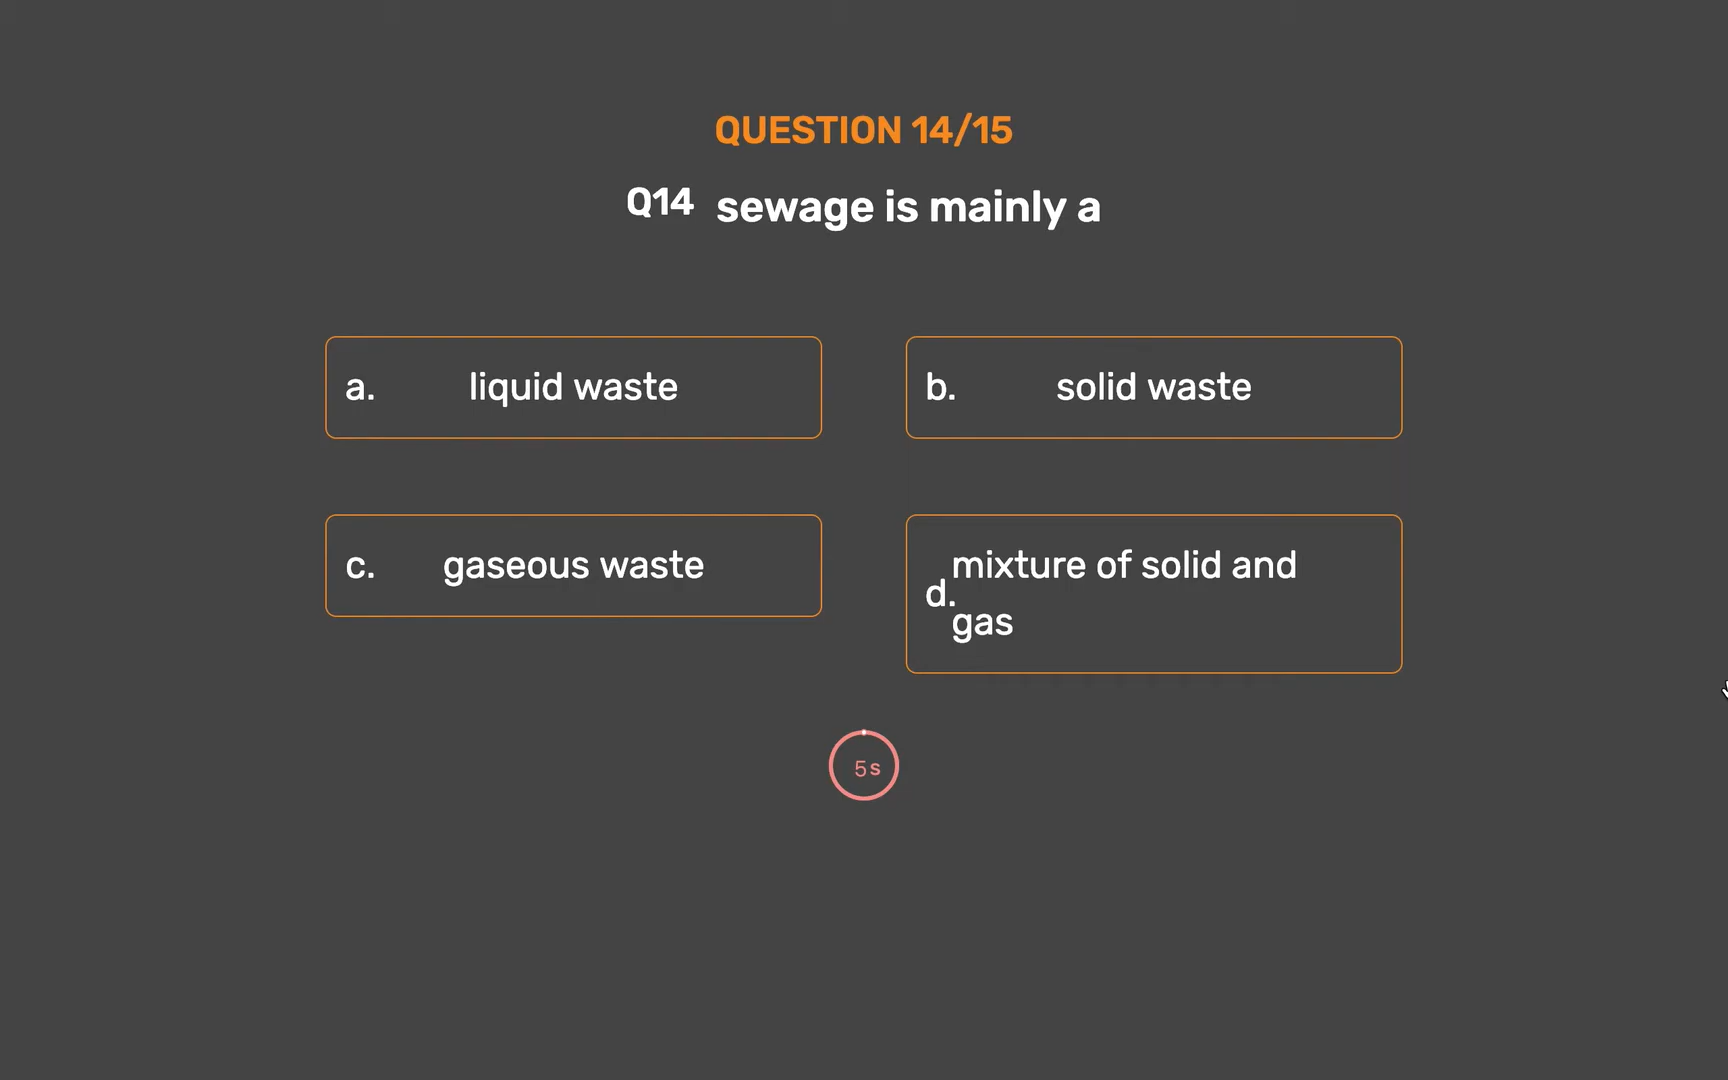 QUESTION 14/15
Q14 sewage is mainly a
a. liquid waste
b. solid waste
c. gaseous waste
d. mixture of solid and
gas
5s